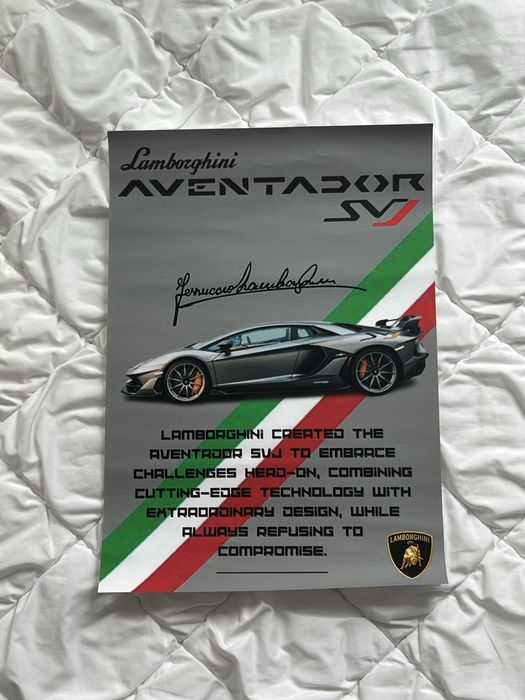 Lamborghini
AVENTADOR
SVJ
Ferruccio Lamborghini
LAMBORGHINI CREATED THE
AVENTADOR SVJ TO EMBRACE
CHALLENGES HEAD-ON, COMBINING
CUTTING-EDGE TECHNOLOGY WITH
EXTRAORDINARY DESIGN, WHILE
ALWAYS REFUSING TO
COMPROMISE.
LAMBORGHINI